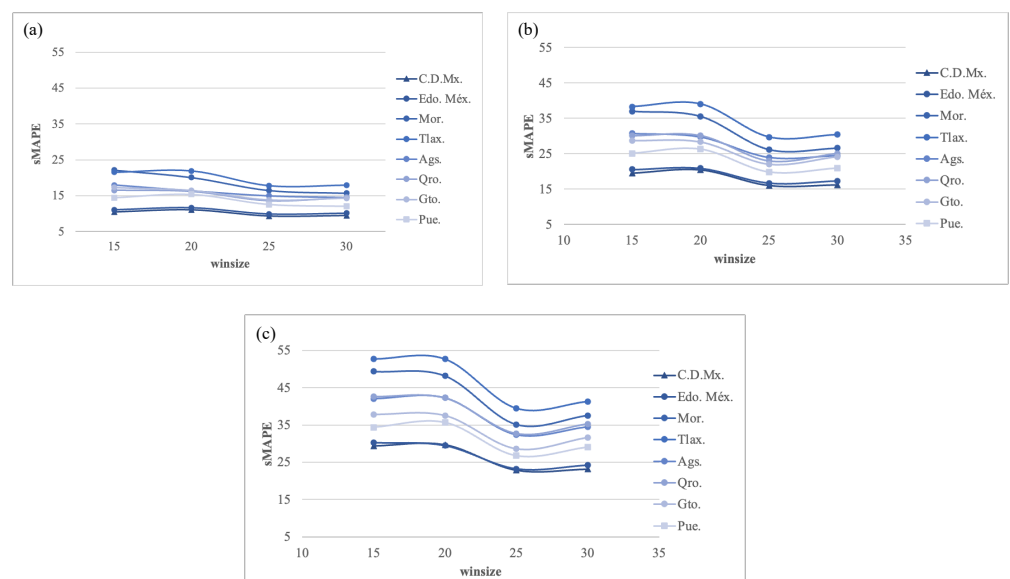 (a)
55
45
35
25
15
5
sMAPE
15 20 25 30
winsize
C.D.Mx.
Edo. Méx.
Mor.
Tlax.
Ags.
Qro.
Gto.
Pue.
(b)
55
45
35
25
15
5
sMAPE
10 15 20 25 30 35
winsize
C.D.Mx.
Edo. Méx.
Mor.
Tlax.
Ags.
Qro.
Gto.
Pue.
(c)
55
45
35
25
15
5
sMAPE
10 15 20 25 30 35
winsize
C.D.Mx.
Edo. Méx.
Mor.
Tlax.
Ags.
Qro.
Gto.
Pue.